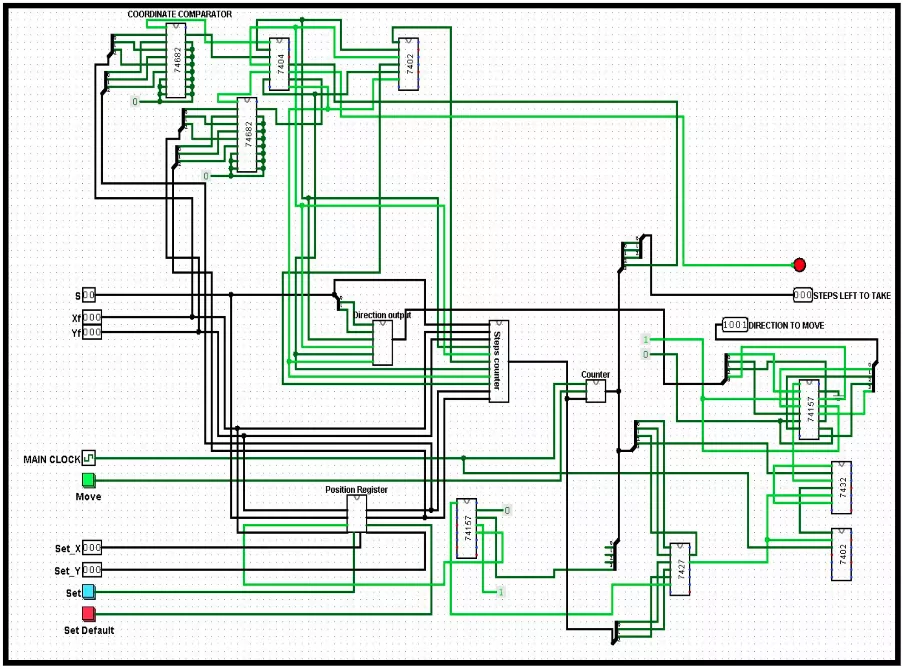 COORDINATE COMPARATOR
74682
7404
7402
0
74682
0
S 000
Xf 000
Yf 000
Direction output
Steps counter
000 STEPS LEFT TO TAKE
1001 DIRECTION TO MOVE
1
0
Counter
74157
MAIN CLOCK
Move
Position Register
74157
0
1
7432
7402
7427
Set_X 000
Set_Y 000
Set
Set Default